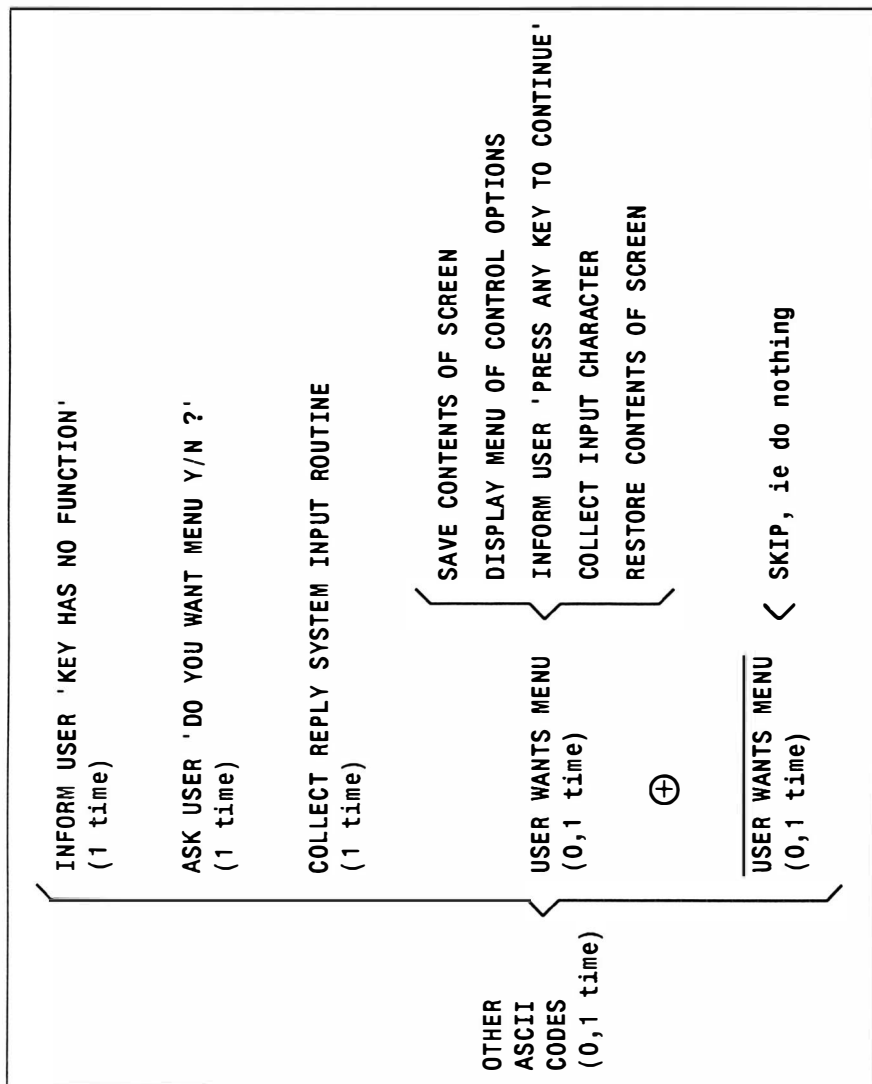 OTHER
ASCII
CODES
(0,1 time)
INFORM USER 'KEY HAS NO FUNCTION'
(1 time)
ASK USER 'DO YOU WANT MENU Y/N ?'
(1 time)
COLLECT REPLY SYSTEM INPUT ROUTINE
(1 time)
USER WANTS MENU
(0,1 time)
SAVE CONTENTS OF SCREEN
DISPLAY MENU OF CONTROL OPTIONS
INFORM USER 'PRESS ANY KEY TO CONTINUE'
COLLECT INPUT CHARACTER
RESTORE CONTENTS OF SCREEN
⊕
USER WANTS MENU
(0,1 time)
SKIP, ie do nothing